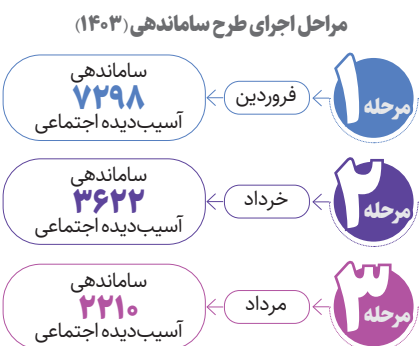 مراحل اجرای طرح ساماندهی (۱۴۰۳)
مرحله ۱
فروردین
ساماندهی
۷۲۹۸
آسیب‌دیده اجتماعی
مرحله ۲
خرداد
ساماندهی
۳۶۲۲
آسیب‌دیده اجتماعی
مرحله ۳
مرداد
ساماندهی
۲۲۱۰
آسیب‌دیده اجتماعی